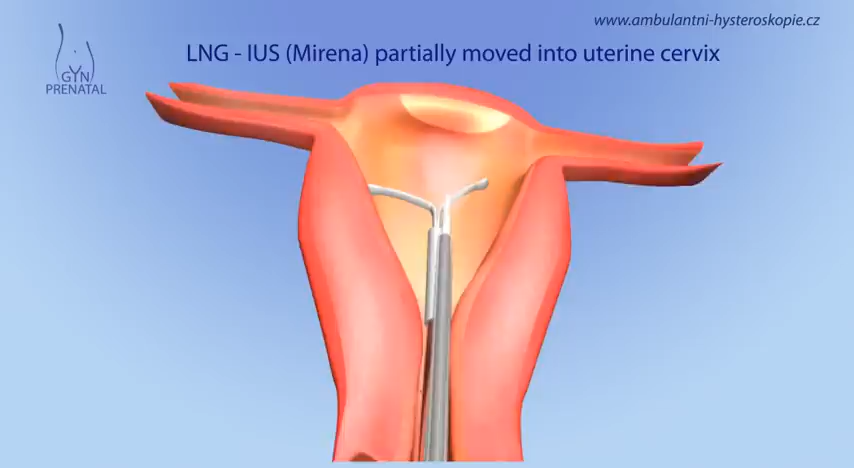 www.ambulantni-hysteroskopie.cz
LNG - IUS (Mirena) partially moved into uterine cervix
GYN
PRENATAL